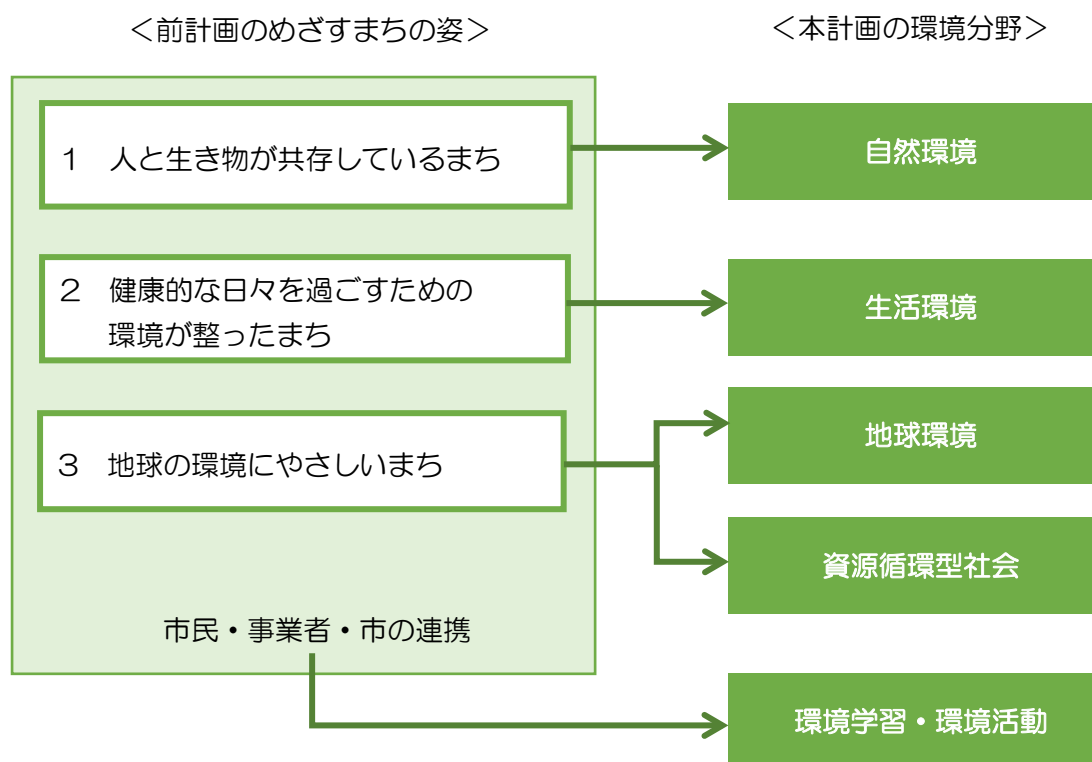 ＜前計画のめざすまちの姿＞
＜本計画の環境分野＞
１　人と生き物が共存しているまち
自然環境
２　健康的な日々を過ごすための
環境が整ったまち
生活環境
３　地球の環境にやさしいまち
地球環境
資源循環型社会
市民・事業者・市の連携
環境学習・環境活動